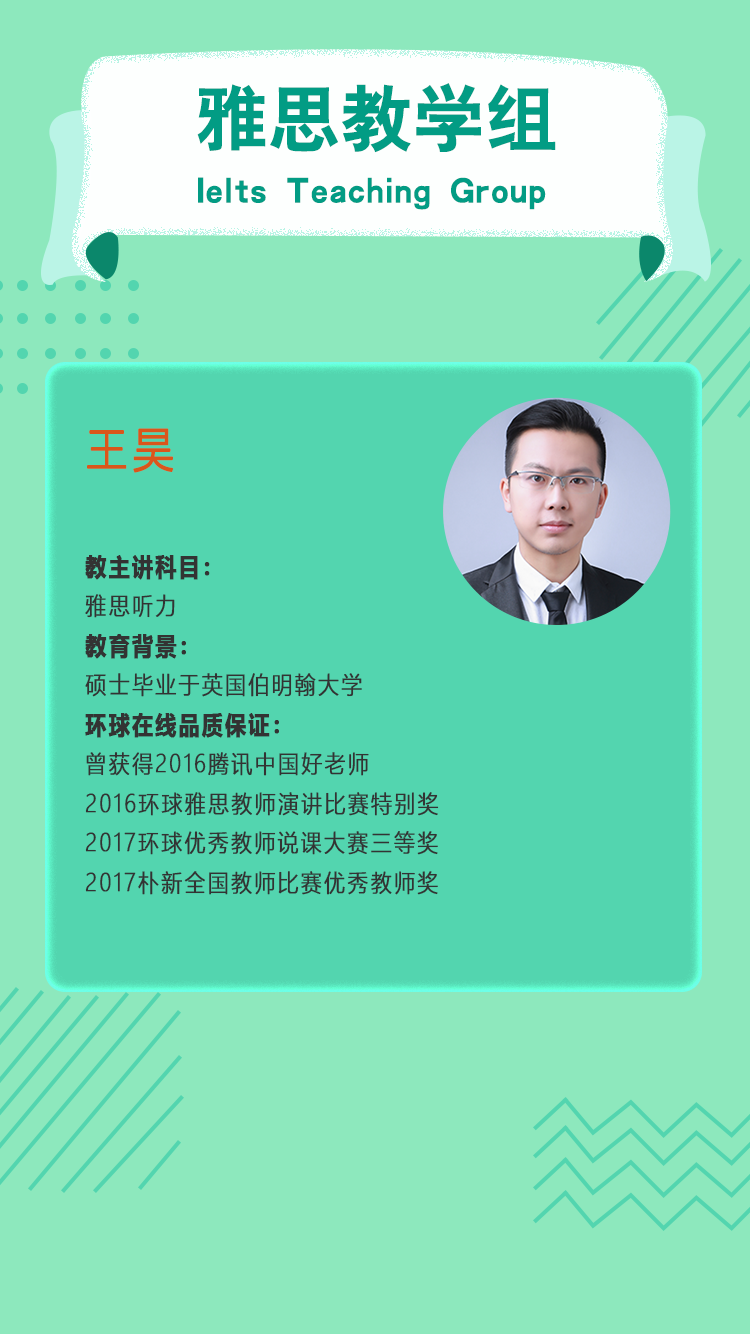 雅思教学组
Ielts Teaching Group
王昊
教主讲科目：
雅思听力
教育背景：
硕士毕业于英国伯明翰大学
环球在线品质保证：
曾获得2016腾讯中国好老师
2016环球雅思教师演讲比赛特别奖
2017环球优秀教师说课大赛三等奖
2017朴新全国教师比赛优秀教师奖